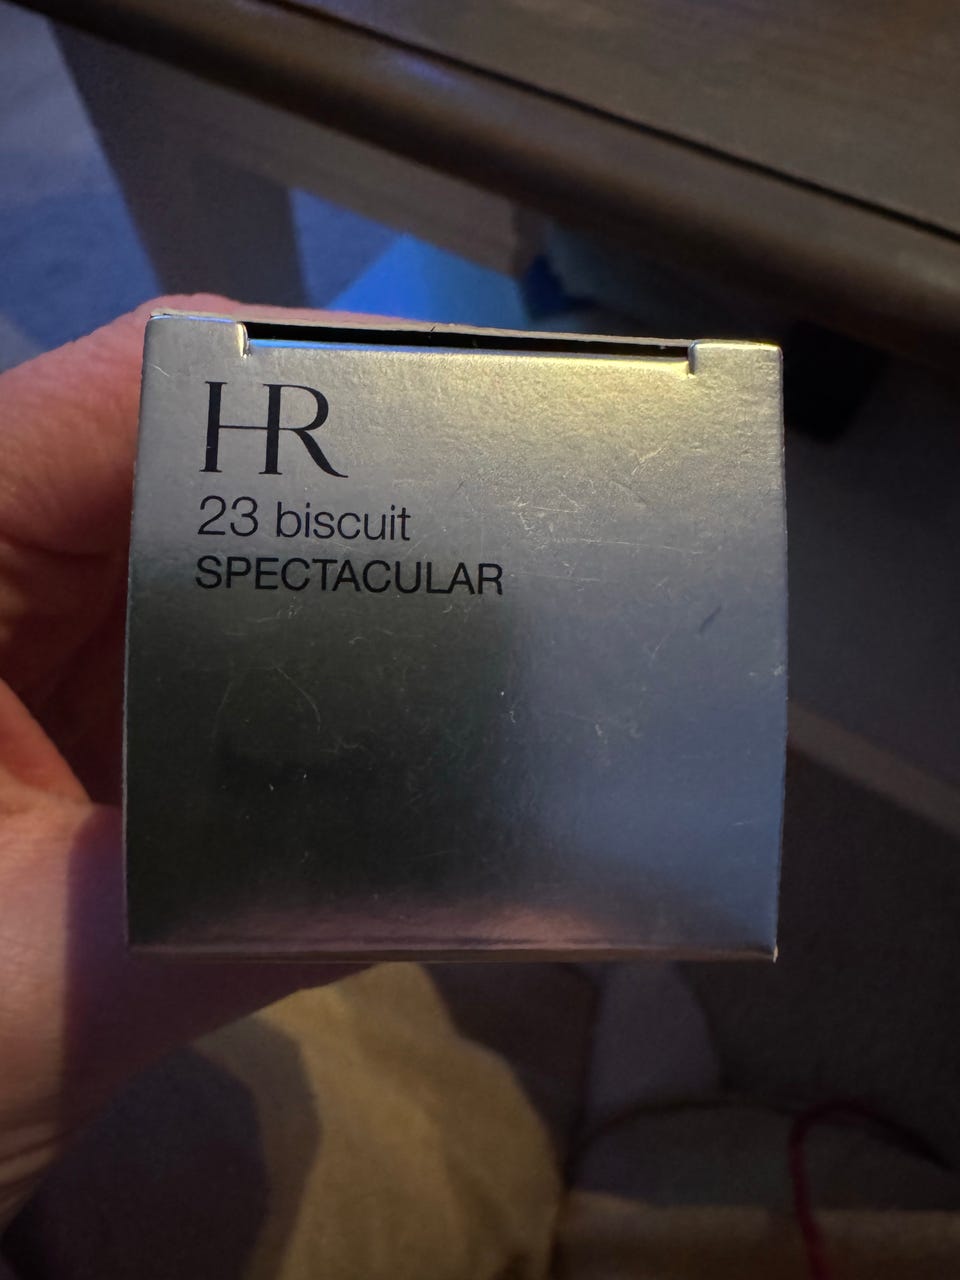 HR
23 biscuit
SPECTACULAR